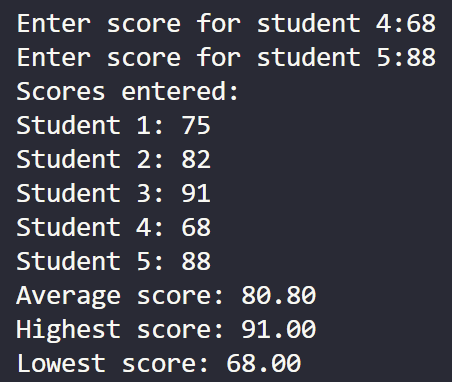 Enter score for student 4:68
Enter score for student 5:88
Scores entered:
Student 1: 75
Student 2: 82
Student 3: 91
Student 4: 68
Student 5: 88
Average score: 80.80
Highest score: 91.00
Lowest score: 68.00